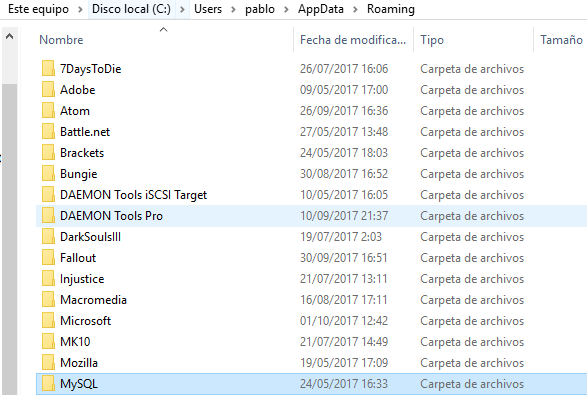 Este equipo > Disco local (C:) > Users > pablo > AppData > Roaming
Nombre Fecha de modifica... Tipo Tamaño
7DaysToDie 26/07/2017 16:06 Carpeta de archivos
Adobe 09/05/2017 17:00 Carpeta de archivos
Atom 26/09/2017 16:36 Carpeta de archivos
Battle.net 27/05/2017 13:48 Carpeta de archivos
Brackets 24/05/2017 18:03 Carpeta de archivos
Bungie 30/08/2017 16:52 Carpeta de archivos
DAEMON Tools iSCSI Target 10/05/2017 16:05 Carpeta de archivos
DAEMON Tools Pro 10/09/2017 21:37 Carpeta de archivos
DarkSoulsIII 19/07/2017 2:03 Carpeta de archivos
Fallout 30/09/2017 16:51 Carpeta de archivos
Injustice 21/07/2017 13:11 Carpeta de archivos
Macromedia 16/08/2017 17:11 Carpeta de archivos
Microsoft 01/10/2017 12:42 Carpeta de archivos
MK10 21/07/2017 14:49 Carpeta de archivos
Mozilla 19/05/2017 17:09 Carpeta de archivos
MySQL 24/05/2017 16:33 Carpeta de archivos